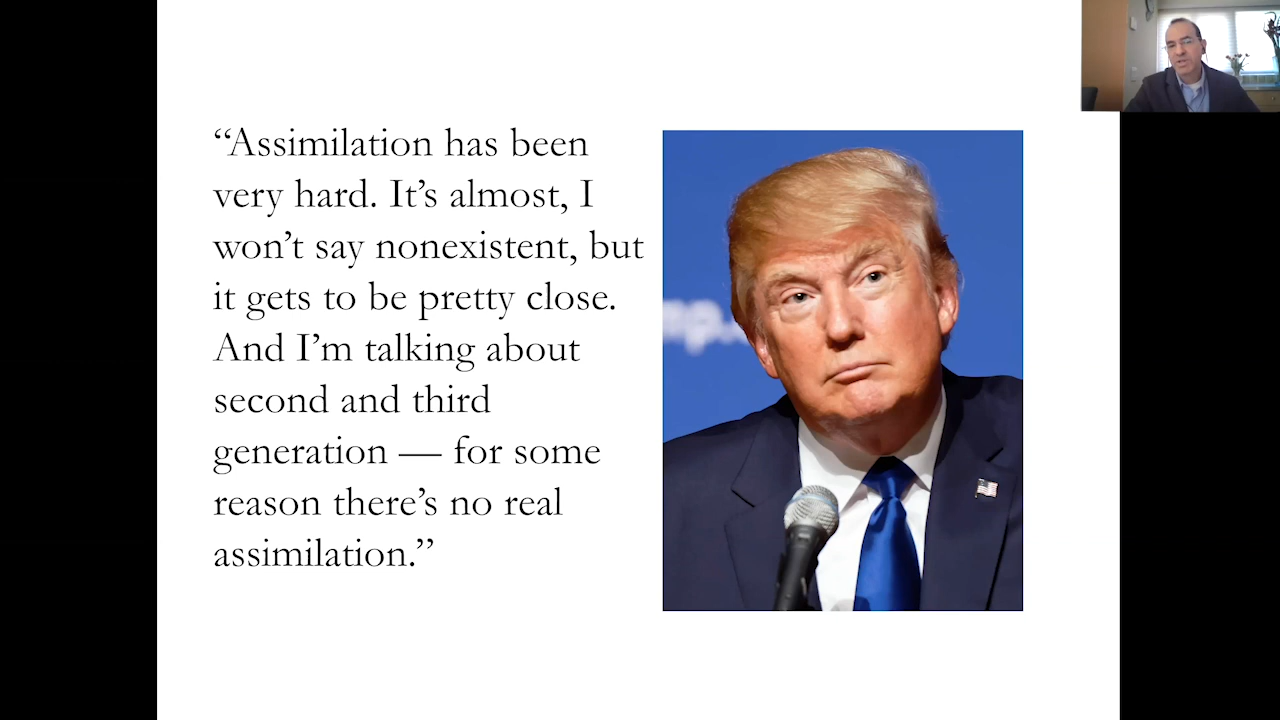 “Assimilation has been
very hard. It’s almost, I
won’t say nonexistent, but
it gets to be pretty close.
And I’m talking about
second and third
generation — for some
reason there’s no real
assimilation.”
mp.